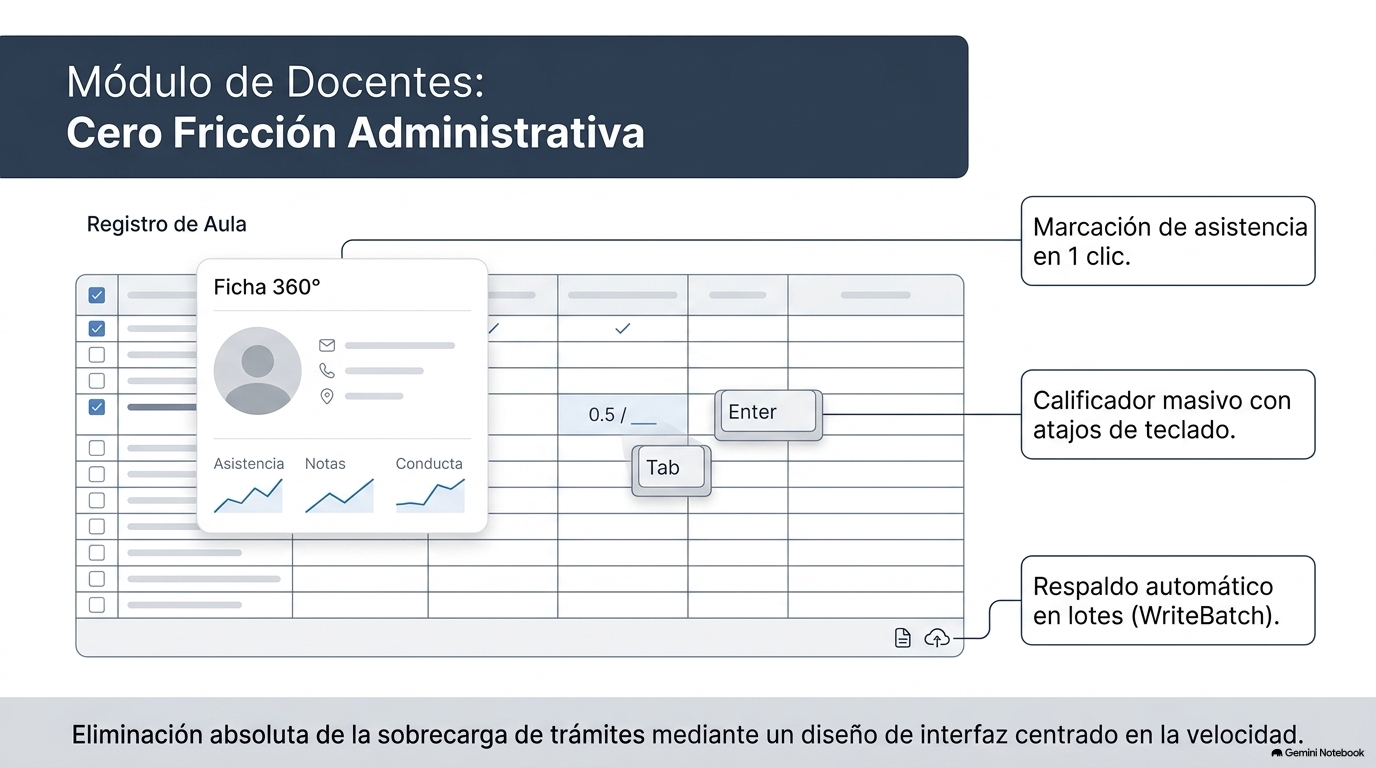 Módulo de Docentes:
Cero Fricción Administrativa
Registro de Aula
Ficha 360°
Asistencia
Notas
Conducta
0.5 / __
Enter
Tab
Marcación de asistencia
en 1 clic.
Calificador masivo con
atajos de teclado.
Respaldo automático
en lotes (WriteBatch).
Eliminación absoluta de la sobrecarga de trámites mediante un diseño de interfaz centrado en la velocidad.
Gemini Notebook